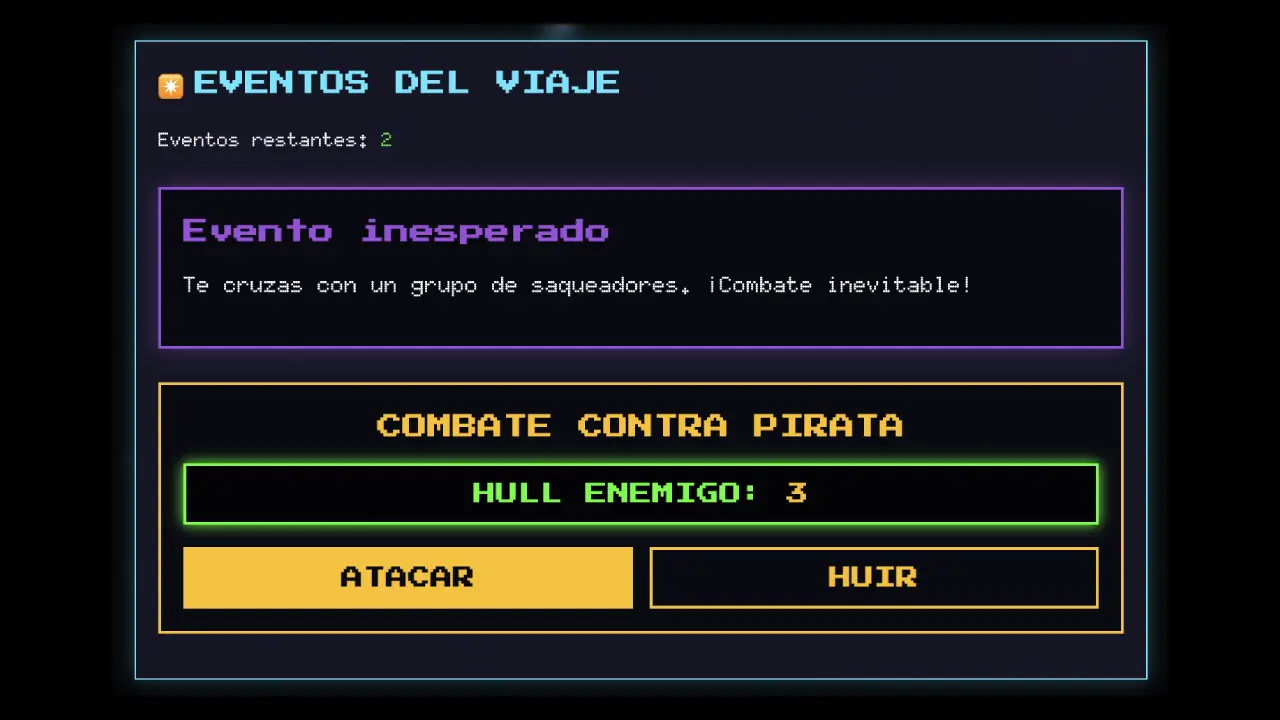 EVENTOS DEL VIAJE
Eventos restantes: 2
Evento inesperado
Te cruzas con un grupo de saqueadores. ¡Combate inevitable!
COMBATE CONTRA PIRATA
HULL ENEMIGO: 3
ATACAR
HUIR